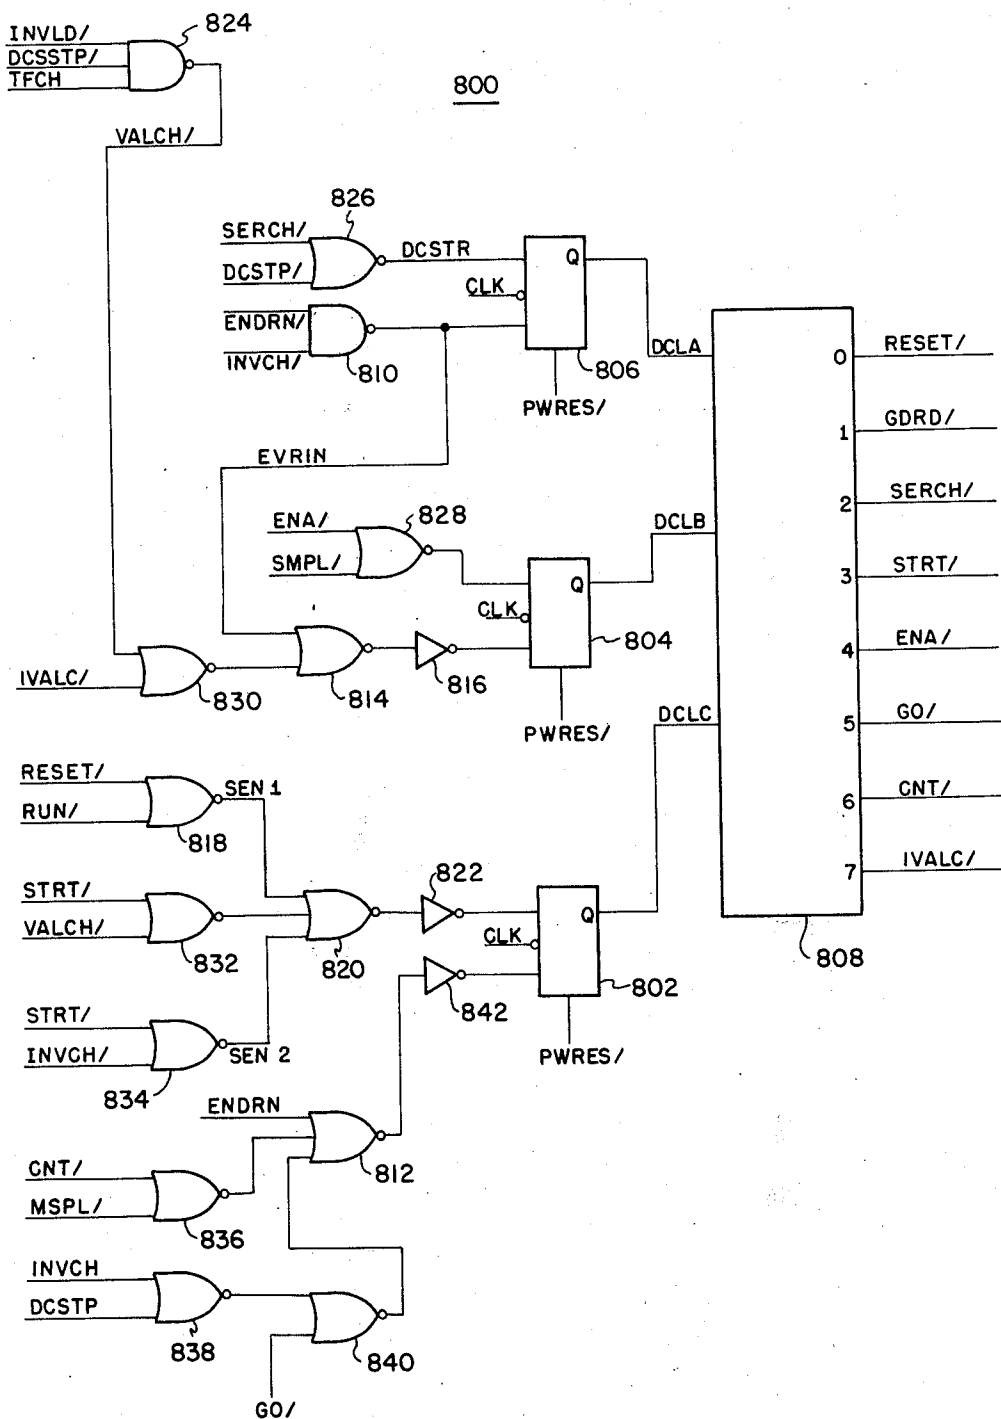 INVLD/
824
DCSSTP/
TFCH
800
VALCH/
826
SERCH/
DCSTR
Q
DCSTP/
CLK
ENDRN/
INVCH/
810
806
DCLA
0
RESET/
PWRES/
1
GDRD/
EVRIN
2
SERCH/
ENA/
828
DCLB
SMPL/
Q
3
STRT/
CLK
804
4
ENA/
IVALC/
830
814
816
PWRES/
DCLC
5
GO/
RESET/
SEN 1
RUN/
818
6
CNT/
822
7
IVALC/
STRT/
Q
VALCH/
CLK
832
820
808
842
802
STRT/
INVCH/
SEN 2
PWRES/
834
ENDRN
812
CNT/
MSPL/
836
INVCH
DCSTP
838
840
GO/